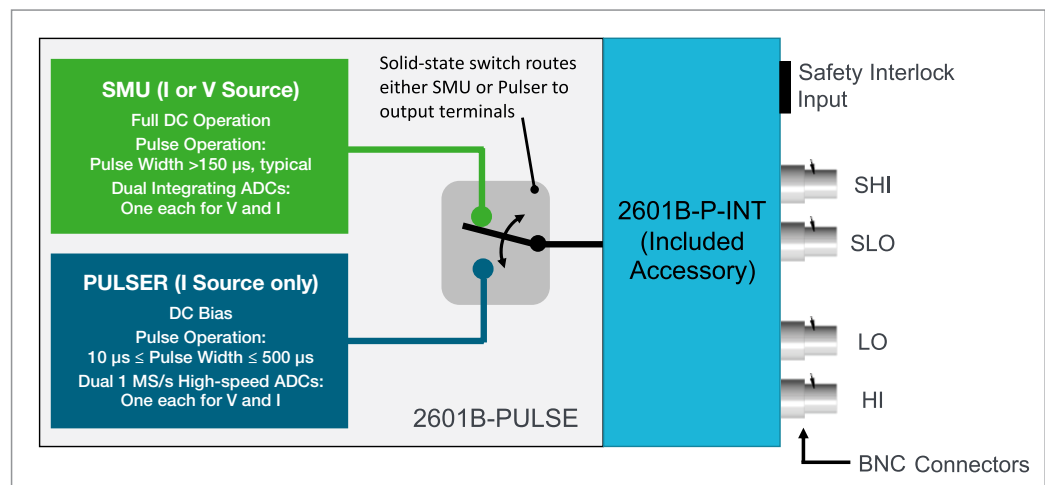 SMU (I or V Source)
Full DC Operation
Pulse Operation:
Pulse Width >150 µs, typical
Dual Integrating ADCs:
One each for V and I
PULSER (I Source only)
DC Bias
Pulse Operation:
10 µs ≤ Pulse Width ≤ 500 µs
Dual 1 MS/s High-speed ADCs:
One each for V and I
Solid-state switch routes
either SMU or Pulser to
output terminals
2601B-PULSE
2601B-P-INT
(Included
Accessory)
Safety Interlock
Input
SHI
SLO
LO
HI
BNC Connectors